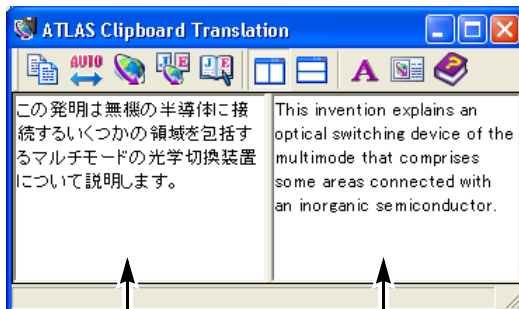 ATLAS Clipboard Translation
AUTO
この発明は無機の半導体に接
続するいくつかの領域を包括す
るマルチモードの光学切換装置
について説明します。
This invention explains an
optical switching device of the
multimode that comprises
some areas connected with
an inorganic semiconductor.